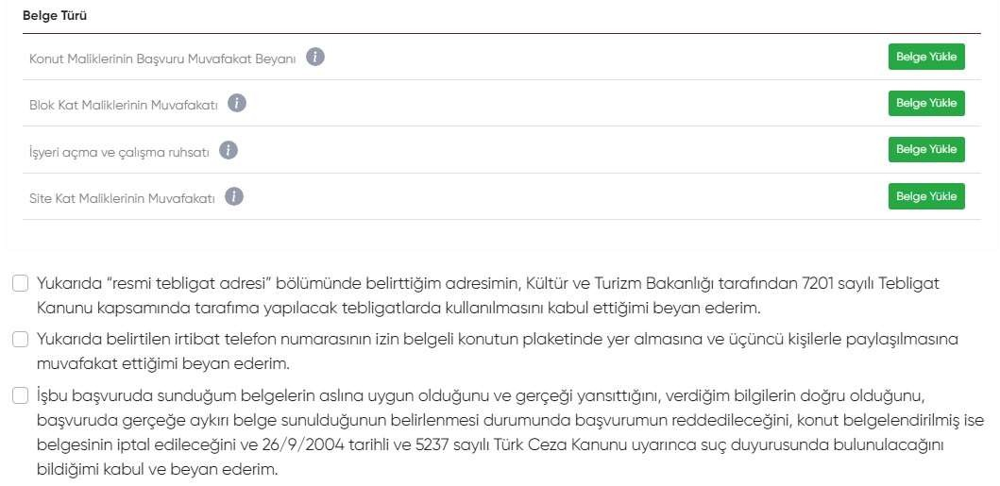 Belge Türü
Konut Maliklerinin Başvuru Muvafakat Beyanı i Belge Yükle
Blok Kat Maliklerinin Muvafakatı i Belge Yükle
İşyeri açma ve çalışma ruhsatı i Belge Yükle
Site Kat Maliklerinin Muvafakatı i Belge Yükle
Yukarıda “resmi tebligat adresi” bölümünde belirttiğim adresimin, Kültür ve Turizm Bakanlığı tarafından 7201 sayılı Tebligat
Kanunu kapsamında tarafıma yapılacak tebligatlarda kullanılmasını kabul ettiğimi beyan ederim.
Yukarıda belirtilen irtibat telefon numarasının izin belgeli konutun plaketinde yer almasına ve üçüncü kişilerle paylaşılmasına
muvafakat ettiğimi beyan ederim.
İşbu başvuruda sunduğum belgelerin aslına uygun olduğunu ve gerçeği yansıttığını, verdiğim bilgilerin doğru olduğunu,
başvuruda gerçeğe aykırı belge sunulduğunun belirlenmesi durumunda başvurumun reddedileceğini, konut belgelendirilmiş ise
belgesinin iptal edileceğini ve 26/9/2004 tarihli ve 5237 sayılı Türk Ceza Kanunu uyarınca suç duyurusunda bulunulacağını
bildiğimi kabul ve beyan ederim.